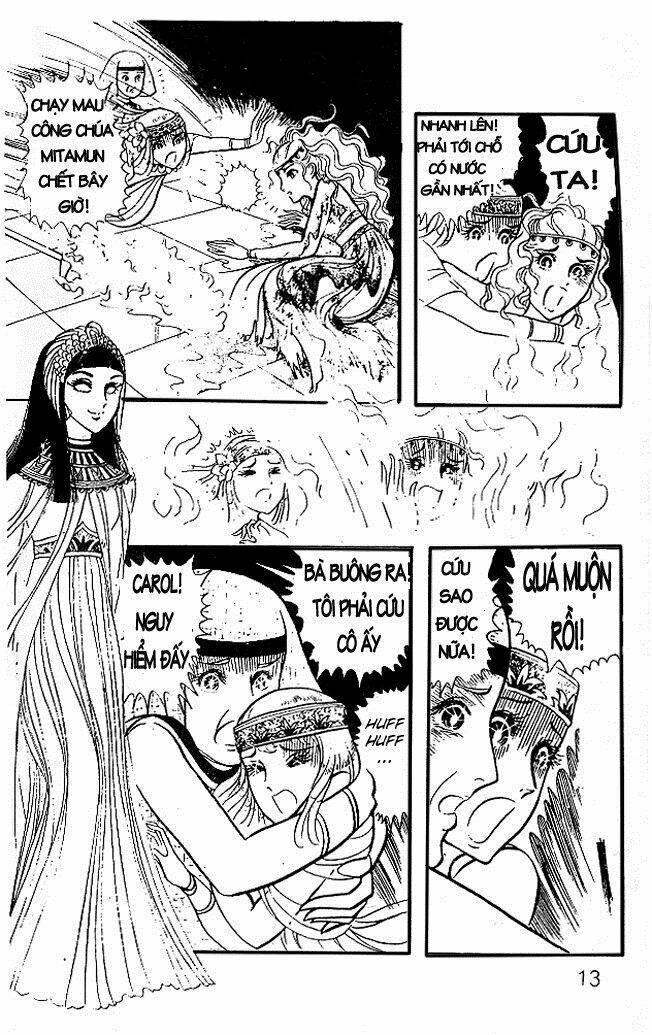 CHẠY MAU
CÔNG CHÚA
MITAMUN
CHẾT BÂY
GIỜ!
NHANH LÊN!
PHẢI TỚI CHỖ
CÓ NƯỚC
GẦN NHẤT!
CỨU
TA!
CAROL!
NGUY
HIỂM ĐẤY
BÀ BUÔNG RA!
TÔI PHẢI CỨU
CÔ ẤY
HUFF
HUFF
...
CỨU
SAO
ĐƯỢC
NỮA!
QUÁ MUỘN
RỒI!
13